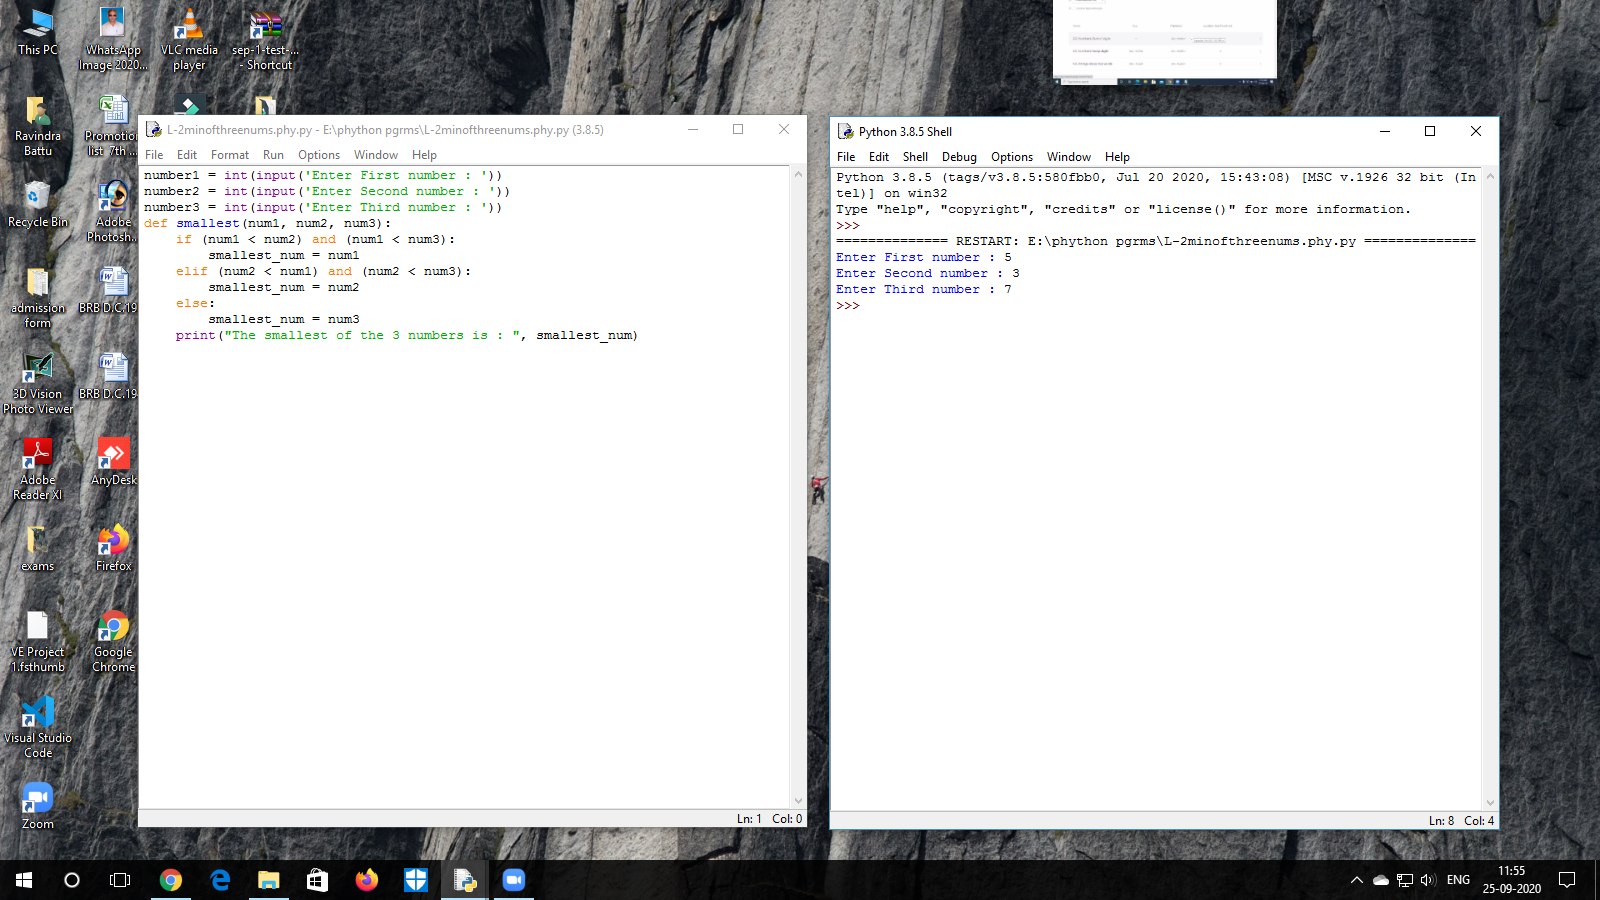 This PC
WhatsApp
Image 2020...
VLC media
player
sep-1-test-...
- Shortcut
Ravindra
Battu
Promotion
list 7th ...
Recycle Bin
Adobe
Photosh...
admission
form
BRB D.C.19
3D Vision
Photo Viewer
BRB D.C.19
Adobe
Reader XI
AnyDesk
exams
Firefox
VE Project
1.fsthumb
Google
Chrome
Visual Studio
Code
Zoom
L-2minofthreenums.phy.py - E:\phython pgrms\L-2minofthreenums.phy.py (3.8.5)
File Edit Format Run Options Window Help
number1 = int(input('Enter First number : '))
number2 = int(input('Enter Second number : '))
number3 = int(input('Enter Third number : '))
def smallest(num1, num2, num3):
    if (num1 < num2) and (num1 < num3):
        smallest_num = num1
    elif (num2 < num1) and (num2 < num3):
        smallest_num = num2
    else:
        smallest_num = num3
    print("The smallest of the 3 numbers is : ", smallest_num)
Ln: 1 Col: 0
Python 3.8.5 Shell
File Edit Shell Debug Options Window Help
Python 3.8.5 (tags/v3.8.5:580fbb0, Jul 20 2020, 15:43:08) [MSC v.1926 32 bit (In
tel)] on win32
Type "help", "copyright", "credits" or "license()" for more information.
>>>
============== RESTART: E:\phython pgrms\L-2minofthreenums.phy.py ==============
Enter First number : 5
Enter Second number : 3
Enter Third number : 7
>>>
Ln: 8 Col: 4
ENG
11:55
25-09-2020